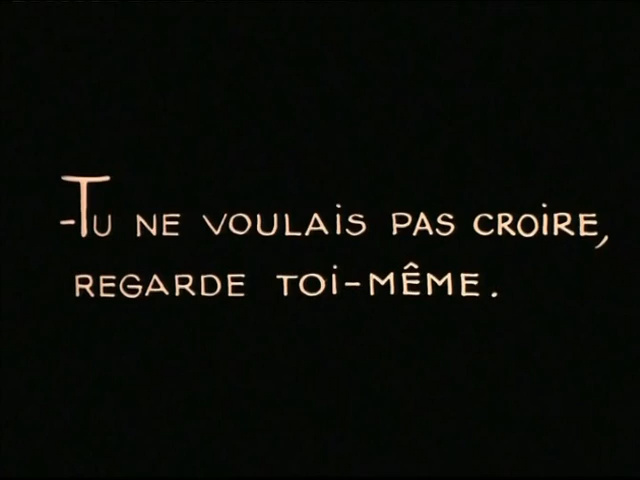 -TU NE VOULAiS PAS CROiRE,
REGARDE TOi-MÊME.